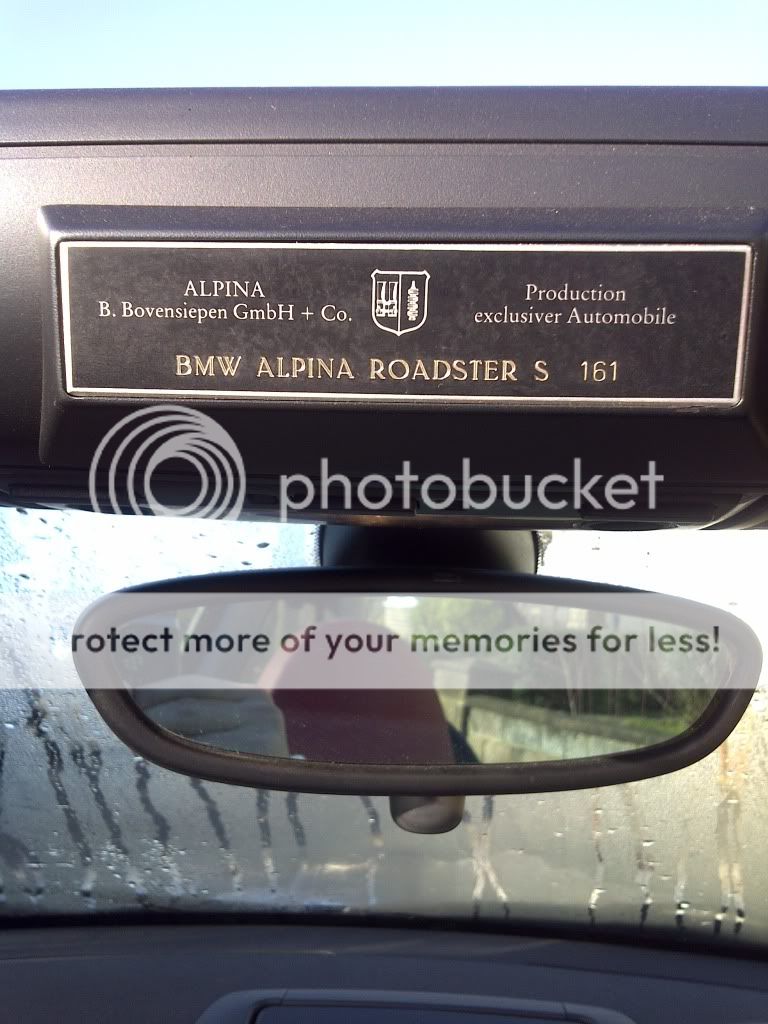 ALPINA
B. Bovensiepen GmbH + Co.
Production
exclusiver Automobile
BMW ALPINA ROADSTER S 161
photobucket
rotect more of your memories for less!